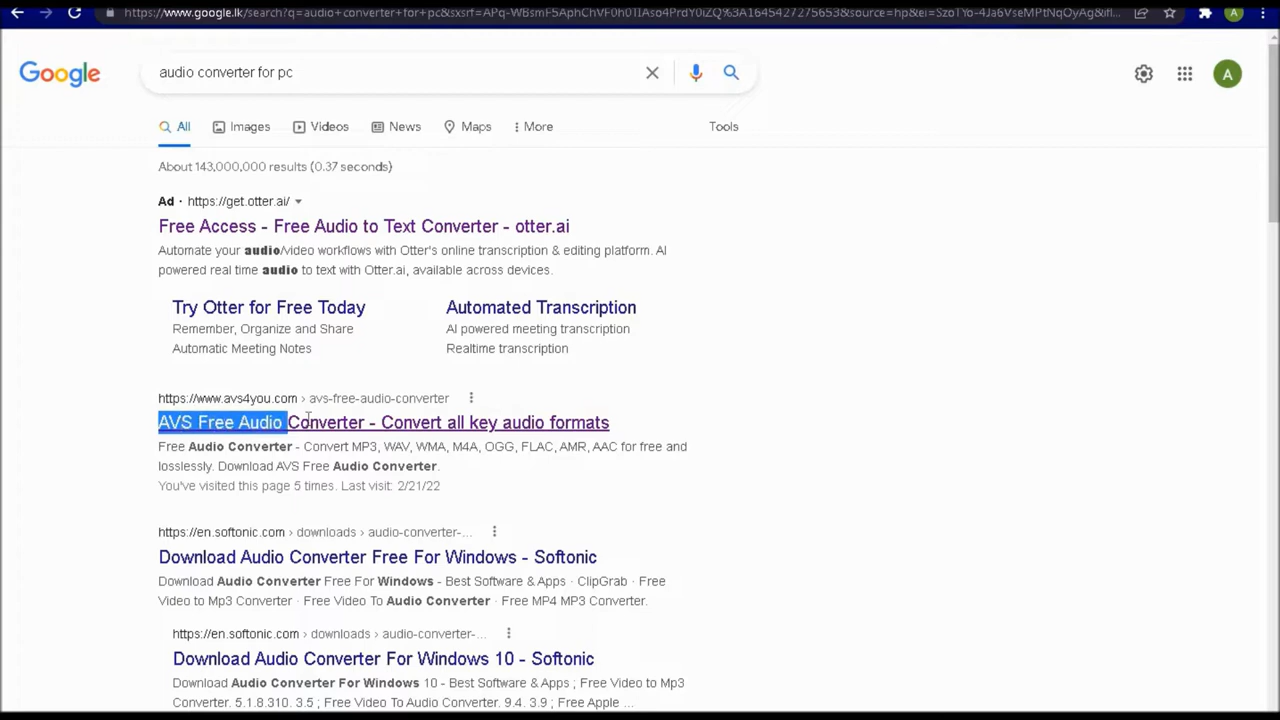 https://www.google.lk/search?q=audio+converter+for+pc&sxsrf=
Google
audio converter for pc
A
All Images Videos News Maps More Tools
About 143,000,000 results (0.37 seconds)
Ad · https://get.otter.ai/
Free Access - Free Audio to Text Converter - otter.ai
Automate your audio/video workflows with Otter's online transcription & editing platform. AI
powered real time audio to text with Otter.ai, available across devices.
Try Otter for Free Today Automated Transcription
Remember, Organize and Share AI powered meeting transcription
Automatic Meeting Notes Realtime transcription
https://www.avs4you.com › avs-free-audio-converter
AVS Free Audio Converter - Convert all key audio formats
Free Audio Converter - Convert MP3, WAV, WMA, M4A, OGG, FLAC, AMR, AAC for free and
losslessly. Download AVS Free Audio Converter.
You've visited this page 5 times. Last visit: 2/21/22
https://en.softonic.com › downloads › audio-converter-...
Download Audio Converter Free For Windows - Softonic
Download Audio Converter Free For Windows - Best Software & Apps · ClipGrab · Free
Video to Mp3 Converter · Free Video To Audio Converter · Free MP4 MP3 Converter.
https://en.softonic.com › downloads › audio-converter-...
Download Audio Converter For Windows 10 - Softonic
Download Audio Converter For Windows 10 - Best Software & Apps ; Free Video to Mp3
Converter. 5.1.8.310. 3.5 ; Free Video To Audio Converter. 9.4. 3.9 ; Free Apple ...